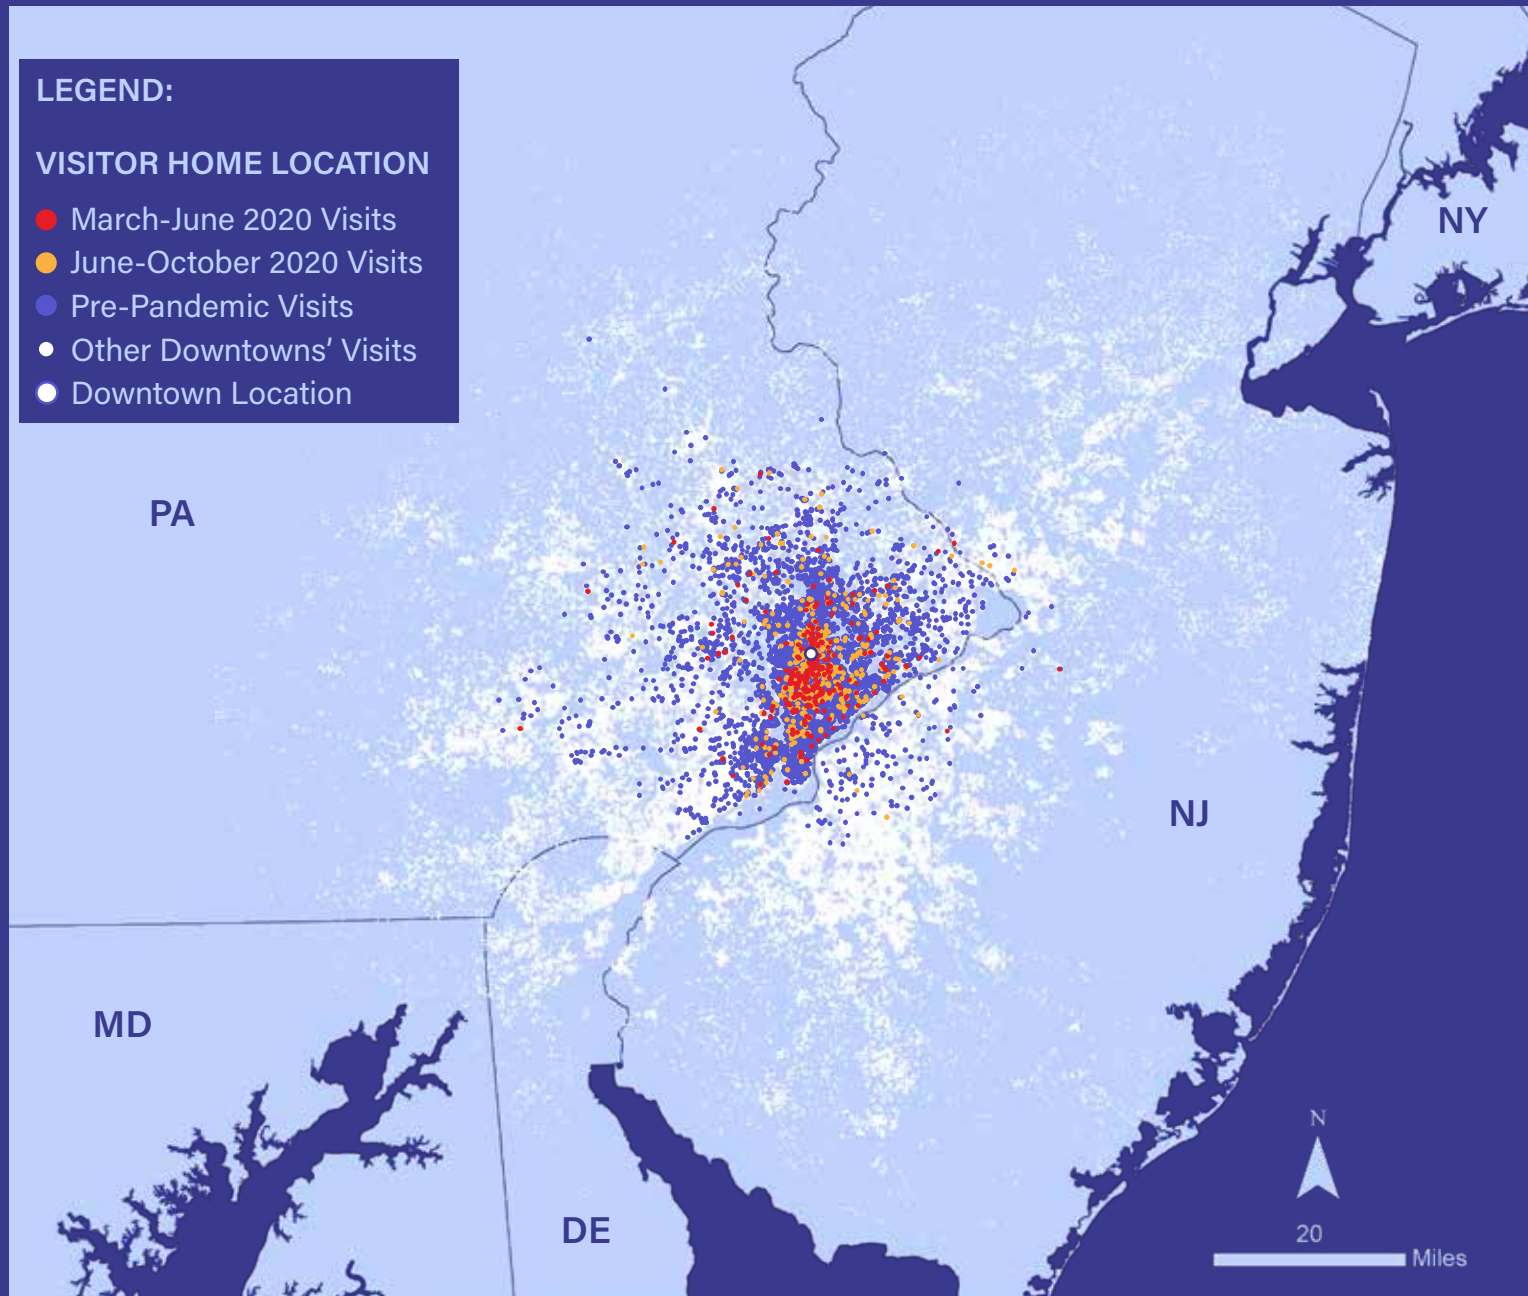 LEGEND:
VISITOR HOME LOCATION
March-June 2020 Visits
June-October 2020 Visits
Pre-Pandemic Visits
Other Downtowns’ Visits
Downtown Location
NY
PA
NJ
MD
DE
N
20
Miles